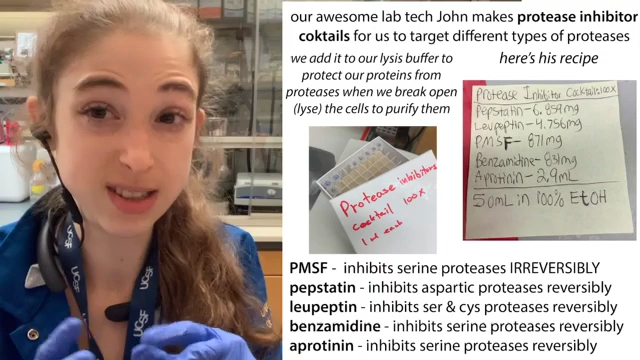 our awesome lab tech John makes protease inhibitor
coktails for us to target different types of proteases
we add it to our lysis buffer to
protect our proteins from
proteases when we break open
(lyse) the cells to purify them
here's his recipe
Protease inhibitors
cocktail 100X
1 ml each
Protease Inhibitor Cocktail 100X
Pepstatin - 6.859mg
Leupeptin - 4.756mg
PMSF - 871mg
Benzamidine - 831mg
Aprotinin - 2.9mL
50mL in 100% EtOH
PMSF - inhibits serine proteases IRREVERSIBLY
pepstatin - inhibits aspartic proteases reversibly
leupeptin - inhibits ser & cys proteases reversibly
benzamidine - inhibits serine proteases reversibly
aprotinin - inhibits serine proteases reversibly
UCSF
UCSF